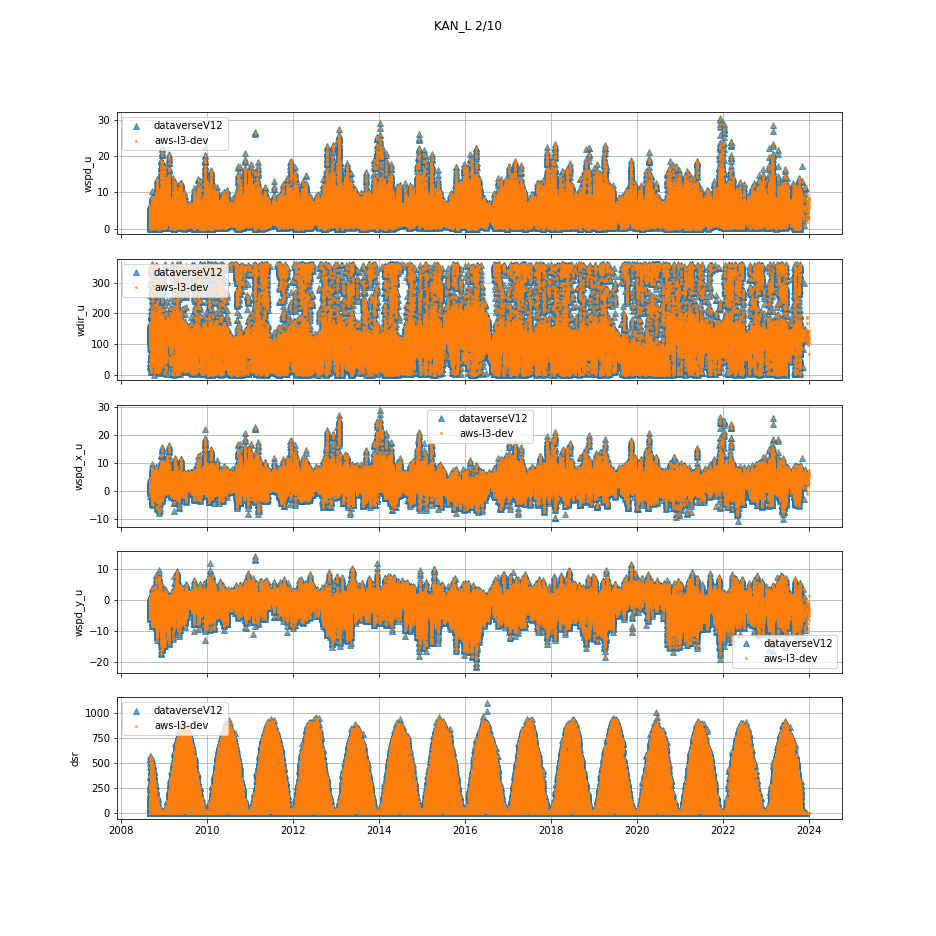 KAN_L 2/10
30
20
10
0
wspd_u
dataverseV12
aws-l3-dev
300
200
100
0
wdir_u
dataverseV12
aws-l3-dev
30
20
10
0
−10
wspd_x_u
dataverseV12
aws-l3-dev
10
0
−10
−20
wspd_y_u
dataverseV12
aws-l3-dev
1000
750
500
250
0
dsr
dataverseV12
aws-l3-dev
2008 2010 2012 2014 2016 2018 2020 2022 2024